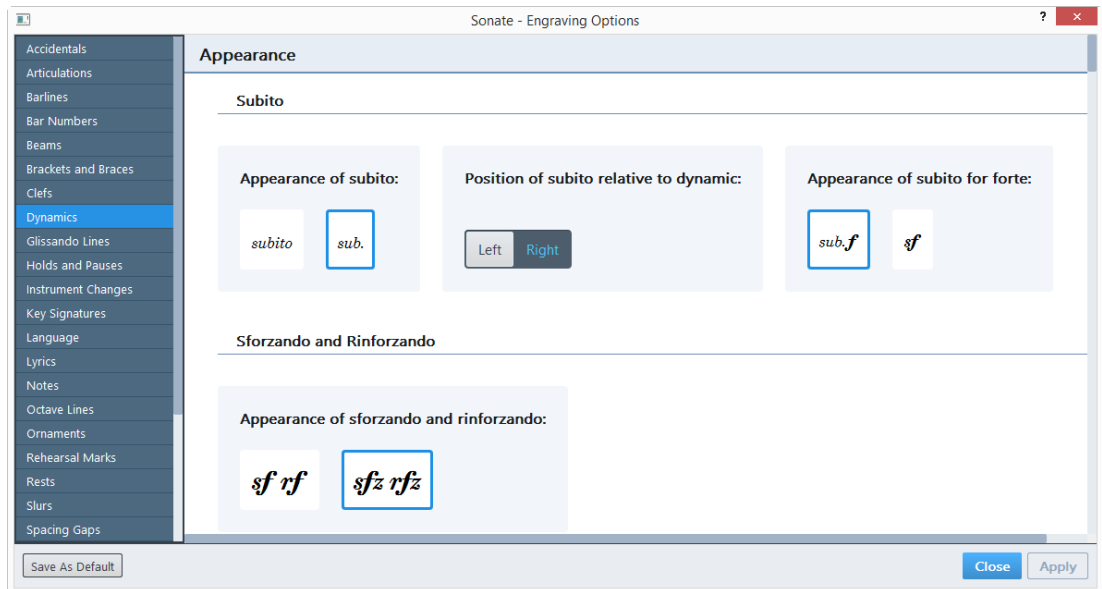 Sonate - Engraving Options
? ×
Accidentals
Articulations
Barlines
Bar Numbers
Beams
Brackets and Braces
Clefs
Dynamics
Glissando Lines
Holds and Pauses
Instrument Changes
Key Signatures
Language
Lyrics
Notes
Octave Lines
Ornaments
Rehearsal Marks
Rests
Slurs
Spacing Gaps
Appearance
Subito
Appearance of subito:
subito sub.
Position of subito relative to dynamic:
Left Right
Appearance of subito for forte:
sub.f sf
Sforzando and Rinforzando
Appearance of sforzando and rinforzando:
sf rf sfz rfz
Save As Default
Close Apply